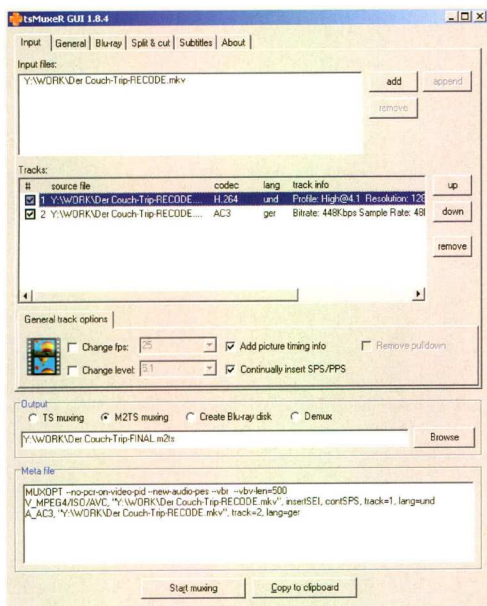 tsMuxeR GUI 1.8.4
Input General Blu-ray Split & cut Subtitles About
Input files:
Y:\WORK\Der Couch-Trip-RECODE.mkv
add append
remove
Tracks:
# source file codec lang track info
1 Y:\WORK\Der Couch-Trip-RECODE.... H.264 und Profile: High@4.1 Resolution: 128
2 Y:\WORK\Der Couch-Trip-RECODE.... AC3 ger Bitrate: 448Kbps Sample Rate: 48
up
down
remove
General track options
Change fps: 25 Add picture timing info Remove pulldown
Change level: 5.1 Continually insert SPS/PPS
Output
TS muxing M2TS muxing Create Blu-ray disk Demux
Y:\WORK\Der Couch-Trip-FINAL.m2ts Browse
Meta file
MUXOPT --no-pcr-on-video-pid --new-audio-pes --vbr --vbv-len=500
V_MPEG4/ISO/AVC, "Y:\WORK\Der Couch-Trip-RECODE.mkv", insertSEI, contSPS, track=1, lang=und
A_AC3, "Y:\WORK\Der Couch-Trip-RECODE.mkv", track=2, lang=ger
Start muxing Copy to clipboard